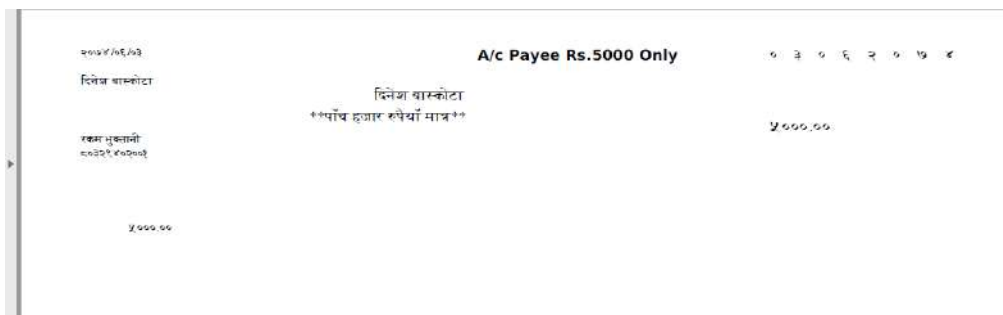 २०७४/०६/०३
A/c Payee Rs.5000 Only
० ३ ० ६ २ ० ७ ४
दिनेश बास्कोटा
दिनेश बास्कोटा
**पाँच हजार रुपैयाँ मात्र**
५०००.००
रकम भुक्तानी
५०००.००